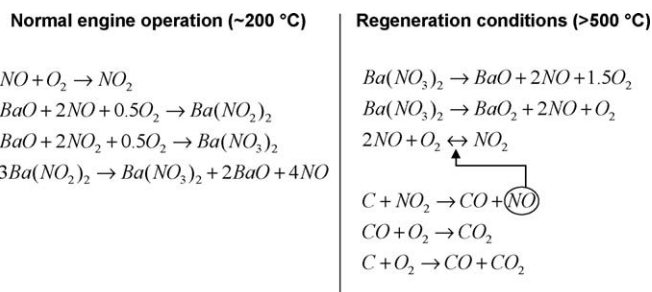 Normal engine operation (~200 °C)
NO + O₂ → NO₂
BaO + 2NO + 0.5O₂ → Ba(NO₂)₂
BaO + 2NO₂ + 0.5O₂ → Ba(NO₃)₂
3Ba(NO₂)₂ → Ba(NO₃)₂ + 2BaO + 4NO
Regeneration conditions (>500 °C)
Ba(NO₃)₂ → BaO + 2NO + 1.5O₂
Ba(NO₃)₂ → BaO₂ + 2NO + O₂
2NO + O₂ ↔ NO₂
C + NO₂ → CO + NO
CO + O₂ → CO₂
C + O₂ → CO + CO₂